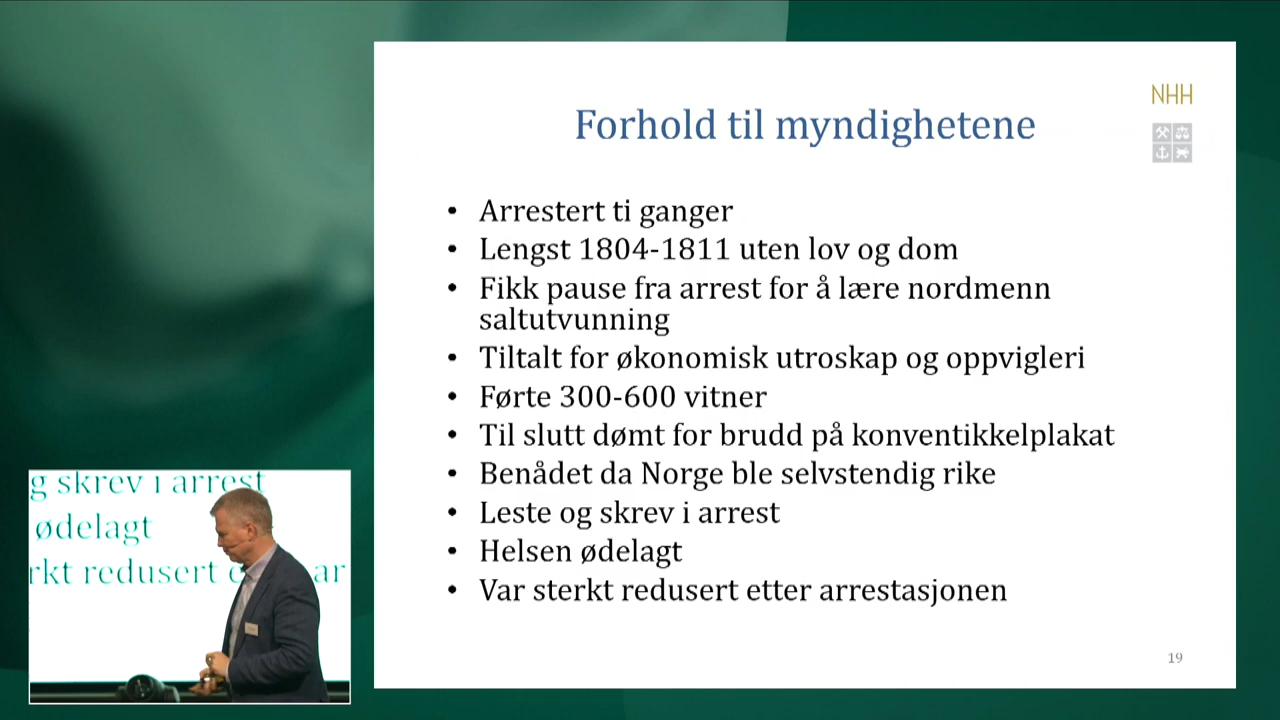 NHH
Forhold til myndighetene
• Arrestert ti ganger
• Lengst 1804-1811 uten lov og dom
• Fikk pause fra arrest for å lære nordmenn
saltutvunning
• Tiltalt for økonomisk utroskap og oppvigleri
• Førte 300-600 vitner
• Til slutt dømt for brudd på konventikkelplakat
• Benådet da Norge ble selvstendig rike
• Leste og skrev i arrest
• Helsen ødelagt
• Var sterkt redusert etter arrestasjonen
19
g skrev i arrest
ødelagt
rkt redusert ar